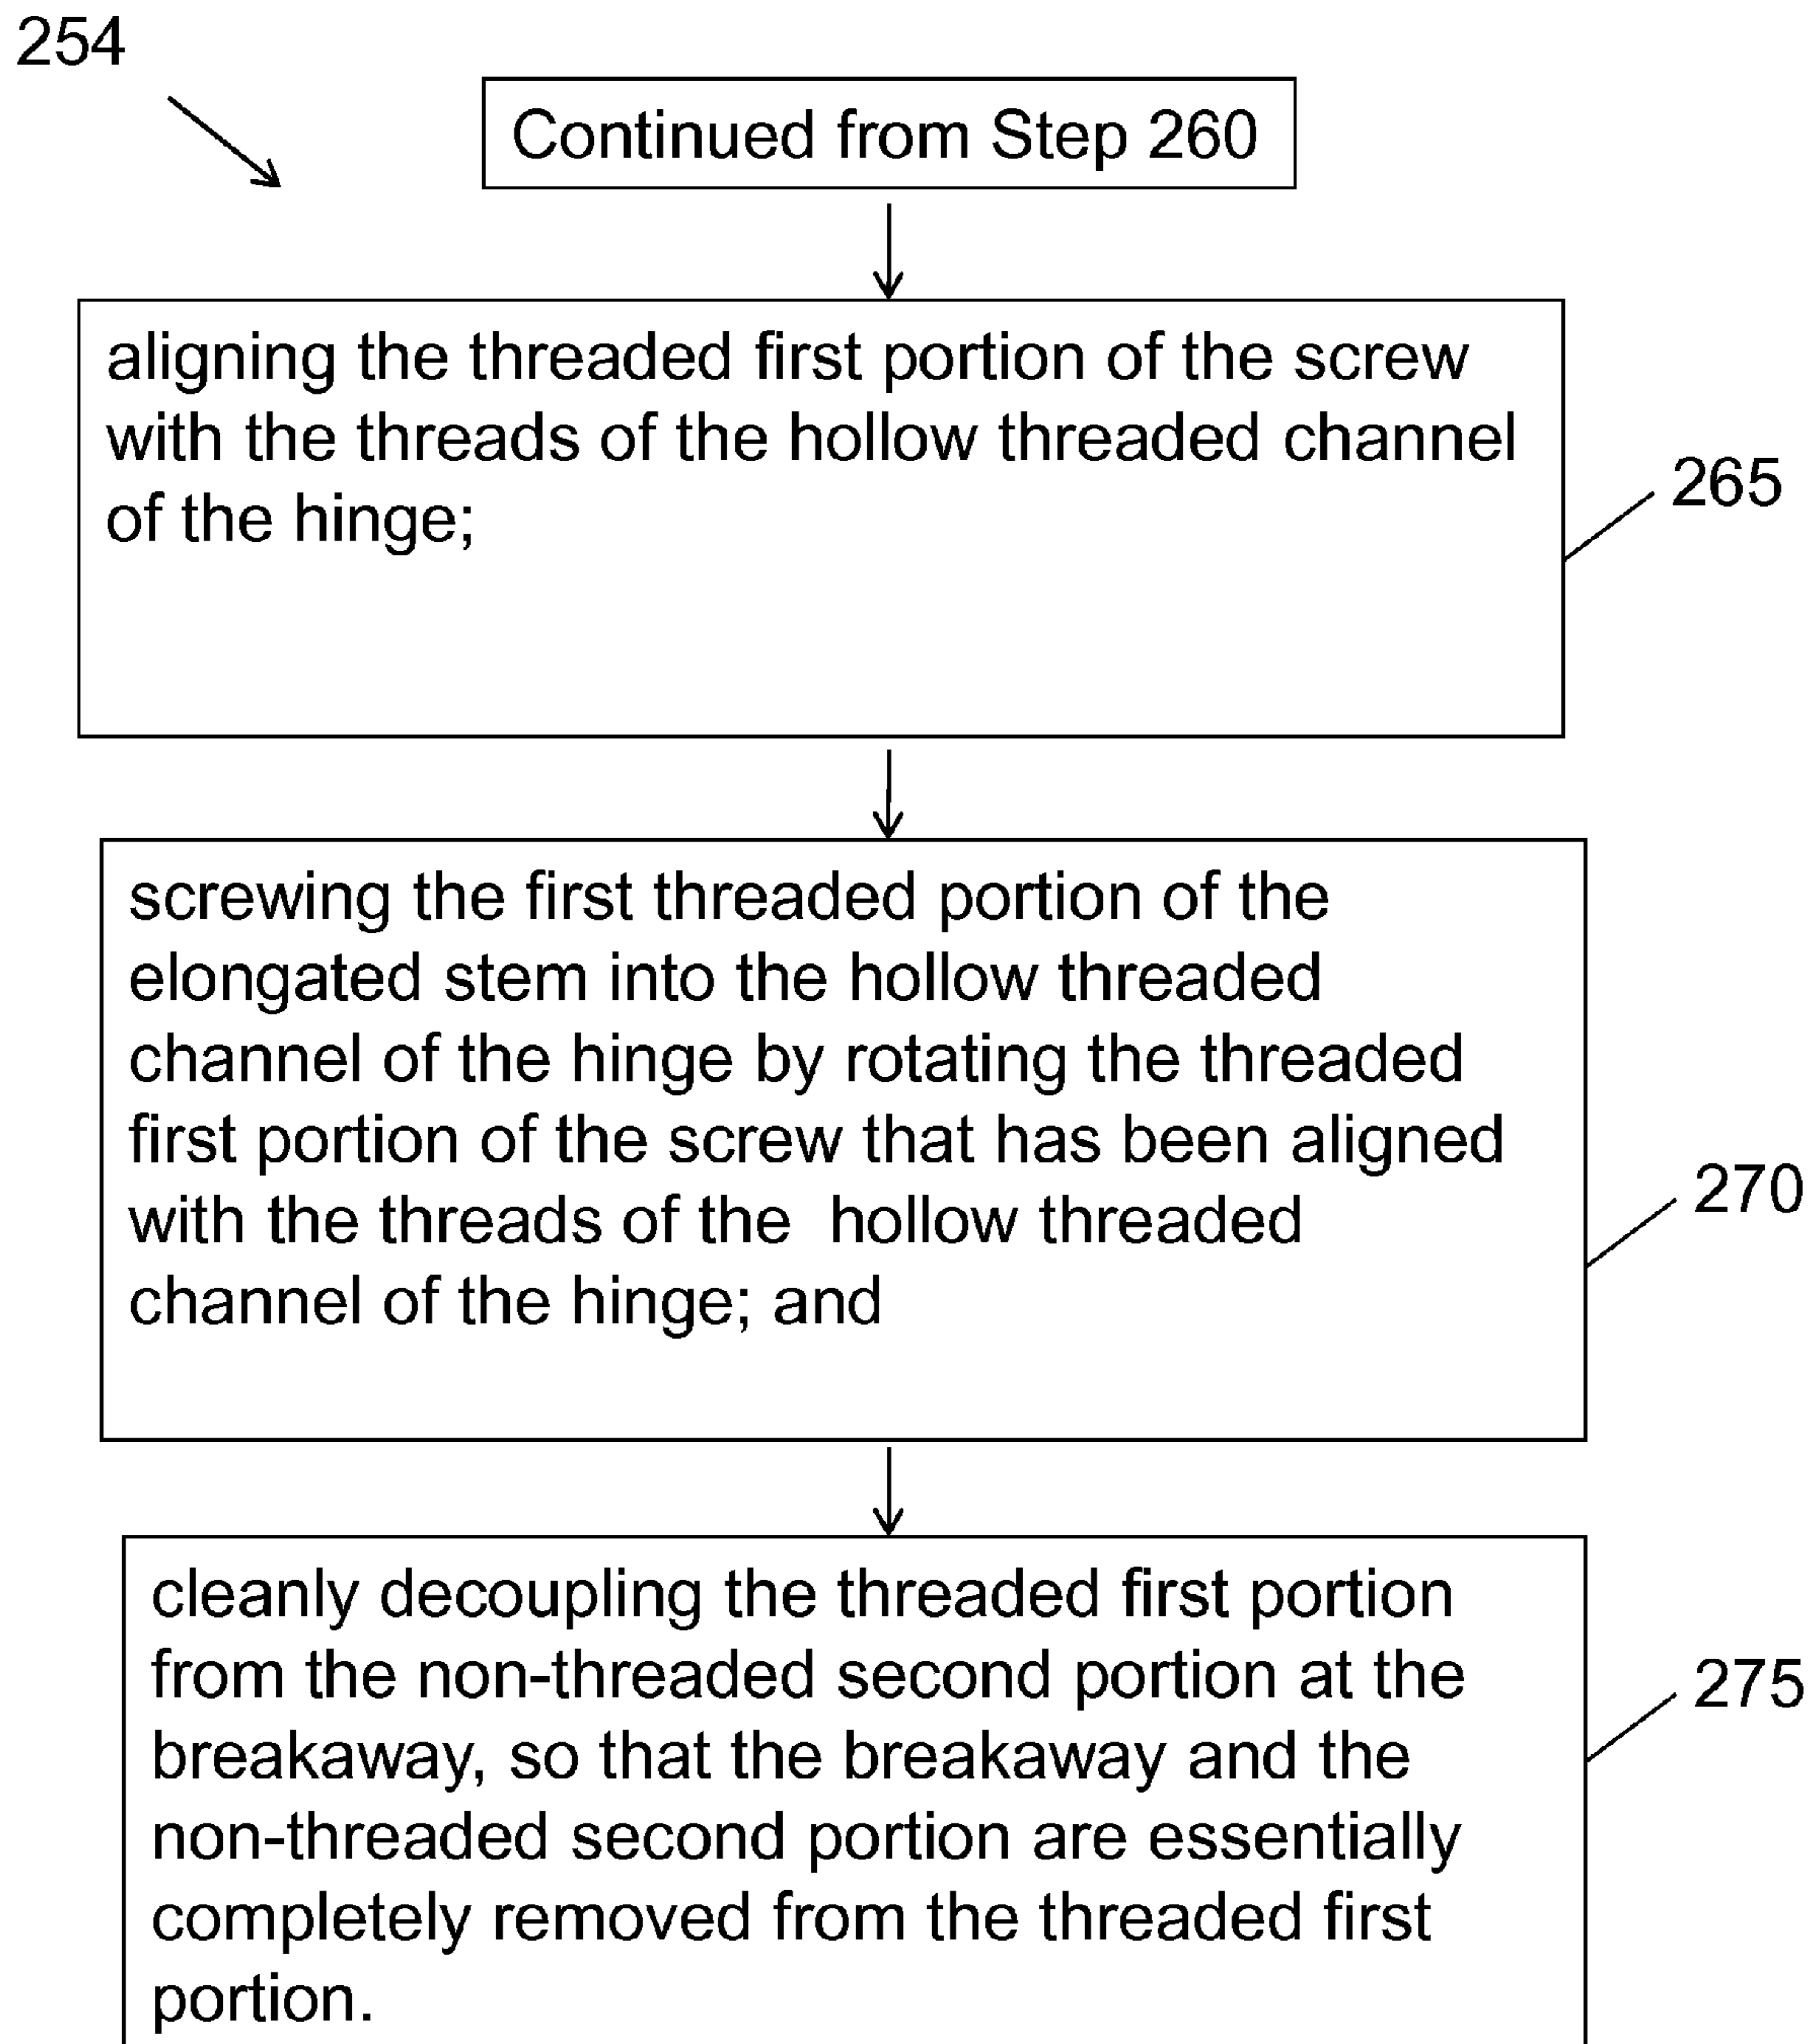 254
Continued from Step 260
aligning the threaded first portion of the screw
with the threads of the hollow threaded channel
of the hinge;
265
screwing the first threaded portion of the
elongated stem into the hollow threaded
channel of the hinge by rotating the threaded
first portion of the screw that has been aligned
with the threads of the  hollow threaded
channel of the hinge; and
270
cleanly decoupling the threaded first portion
from the non-threaded second portion at the
breakaway, so that the breakaway and the
non-threaded second portion are essentially
completely removed from the threaded first
portion.
275